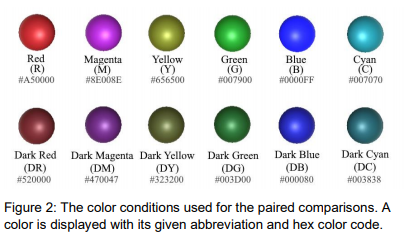 Red Magenta Yellow Green Blue Cyan
(R) (M) (Y) (G) (B) (C)
#A50000 #8E008E #656500 #007900 #0000FF #007070
Dark Red Dark Magenta Dark Yellow Dark Green Dark Blue Dark Cyan
(DR) (DM) (DY) (DG) (DB) (DC)
#520000 #470047 #323200 #003D00 #000080 #003838
Figure 2: The color conditions used for the paired comparisons. A
color is displayed with its given abbreviation and hex color code.